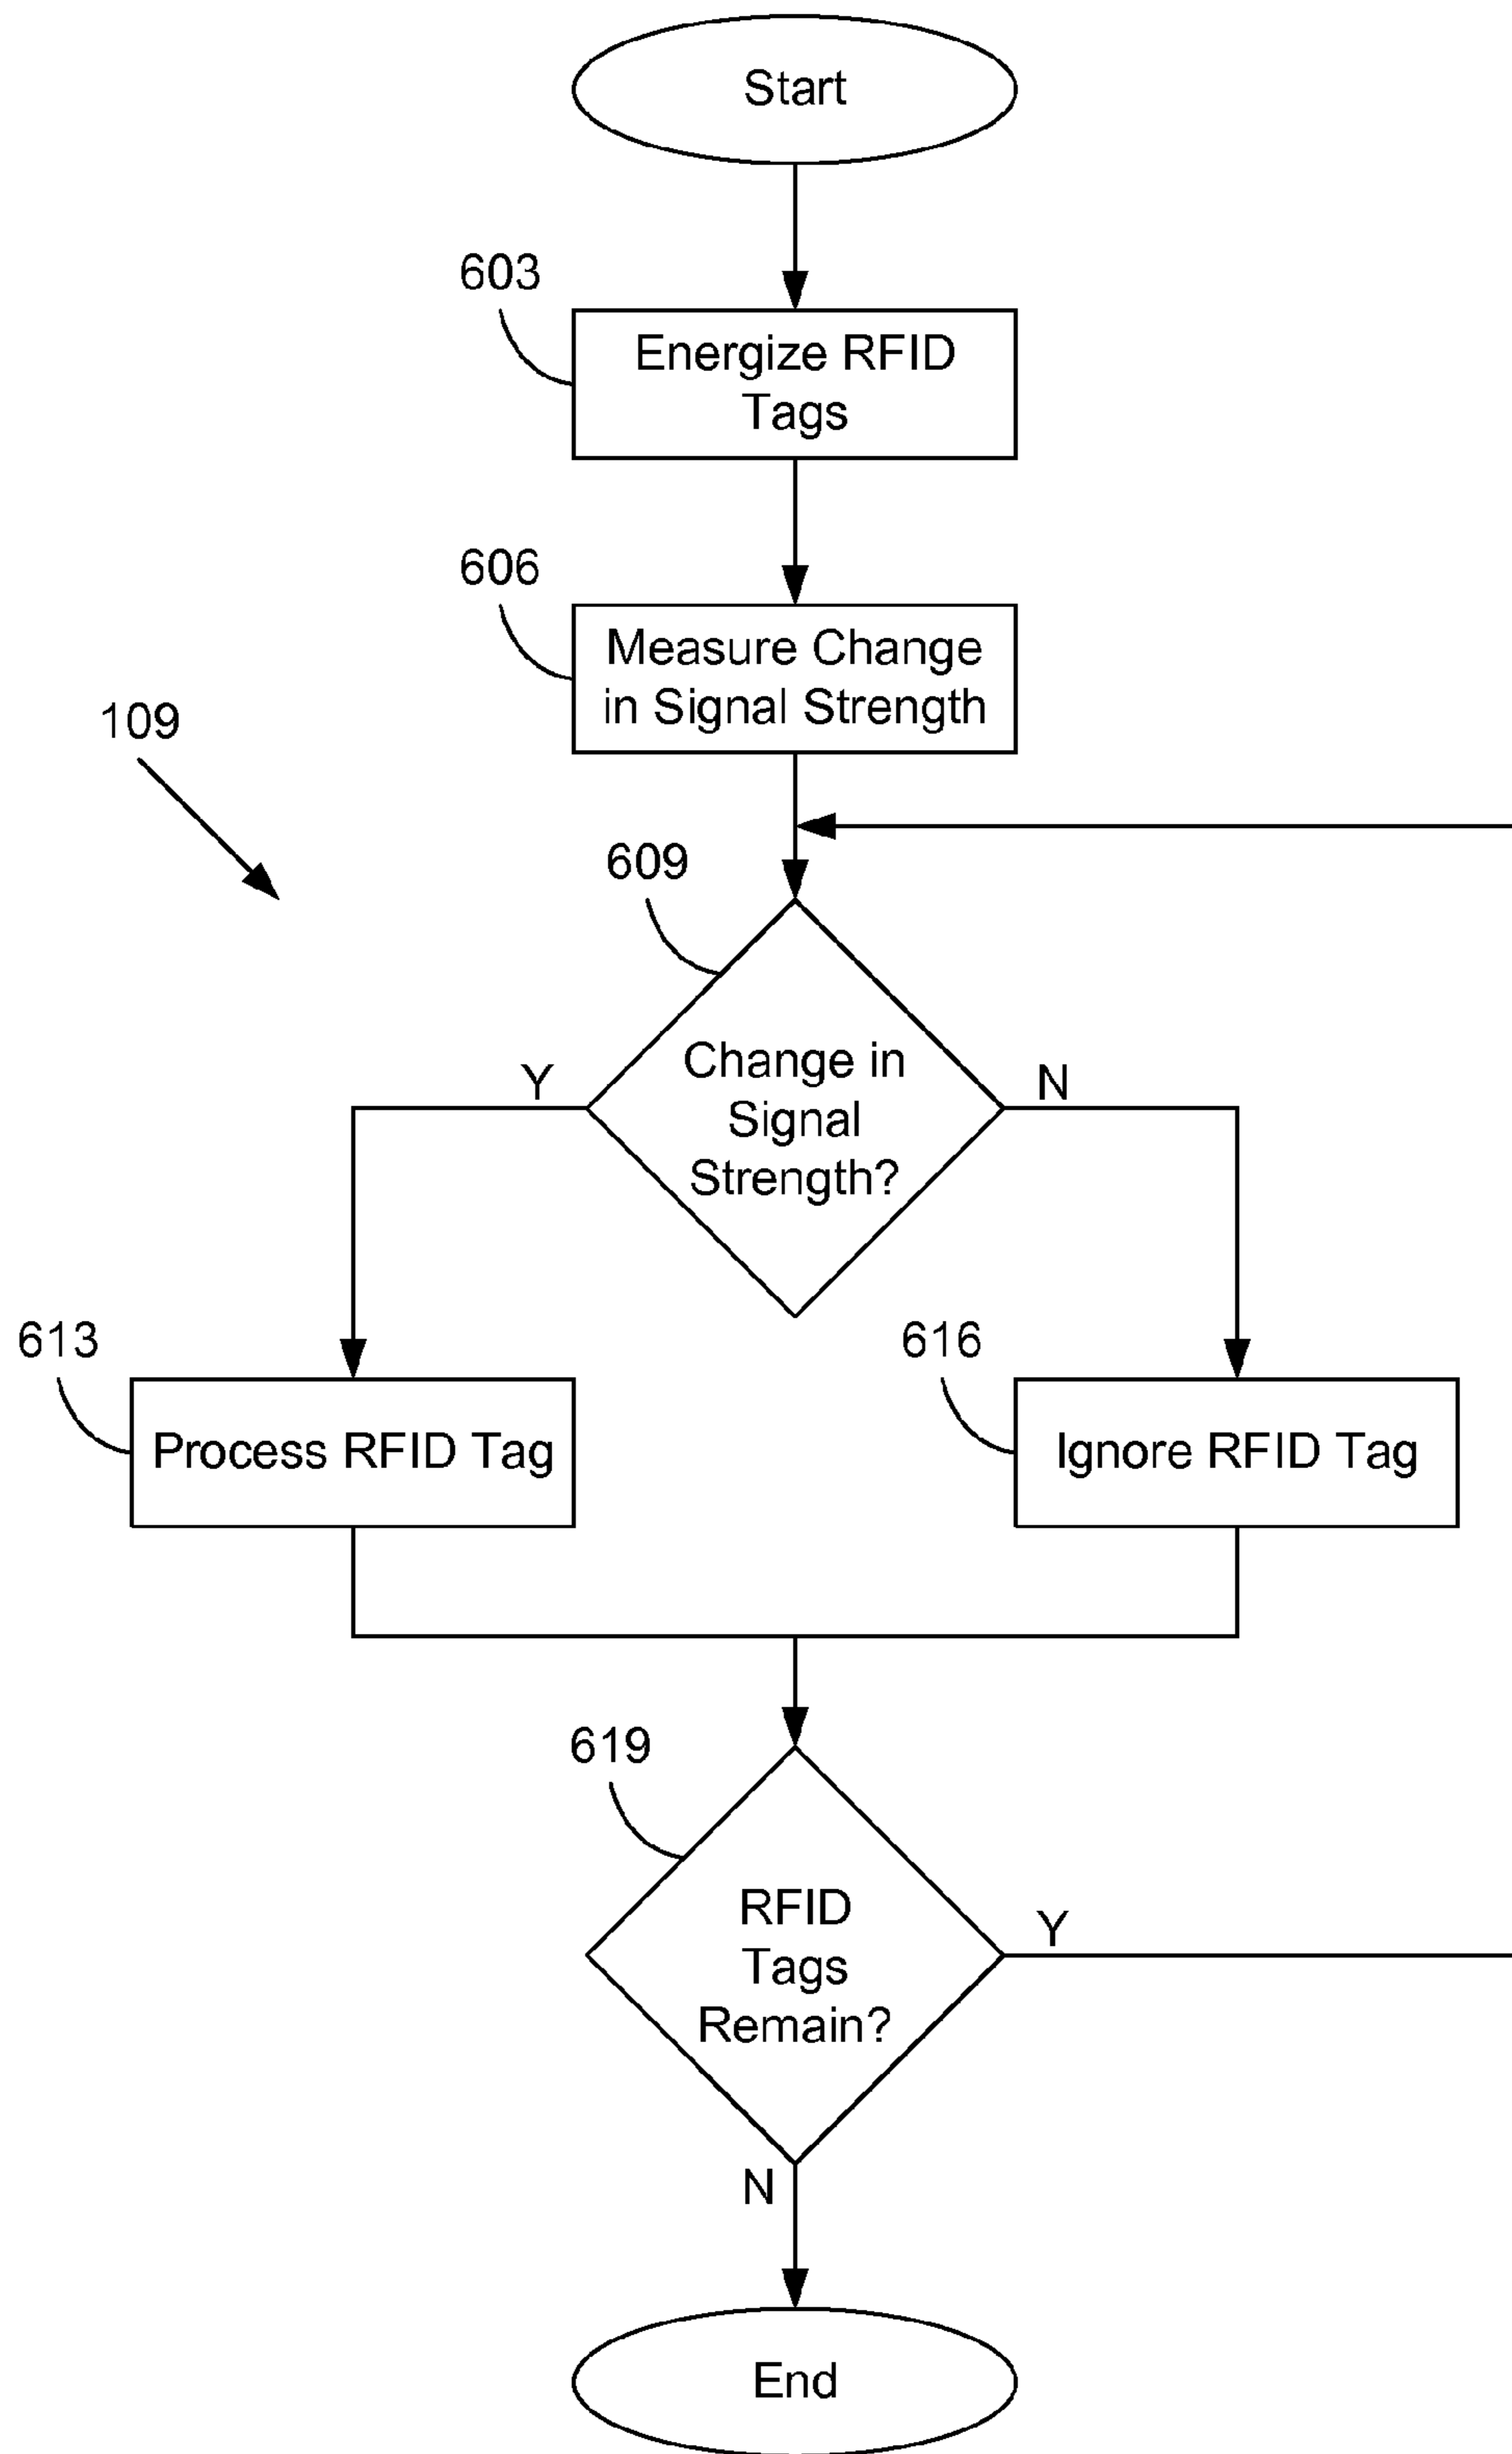 Start
603
Energize RFID
Tags
606
Measure Change
in Signal Strength
109
609
Change in
Signal
Strength?
Y
N
613
Process RFID Tag
616
Ignore RFID Tag
619
RFID
Tags
Remain?
Y
N
End